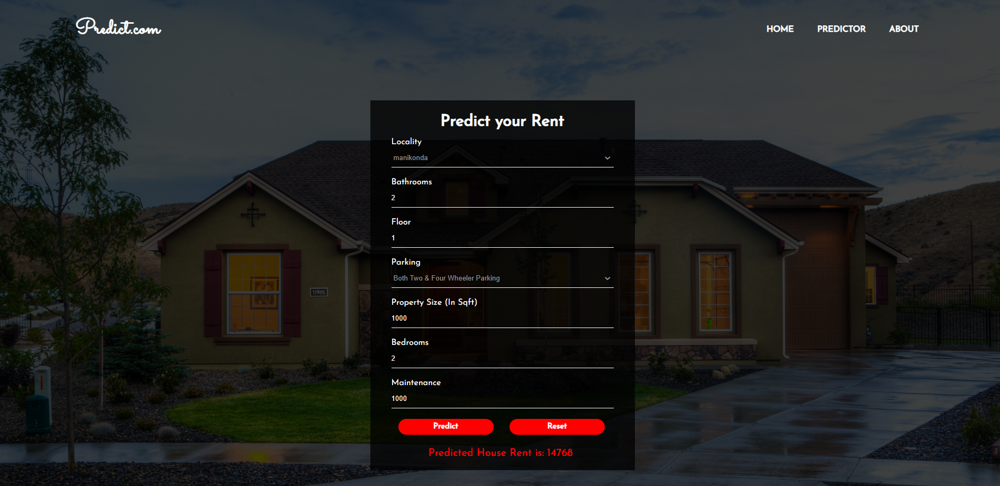 Predict.com
HOME PREDICTOR ABOUT
Predict your Rent
Locality
manikonda
Bathrooms
2
Floor
1
Parking
Both Two & Four Wheeler Parking
17895
Property Size (In Sqft)
1000
Bedrooms
2
Maintenance
1000
Predict Reset
Predicted House Rent is: 14768